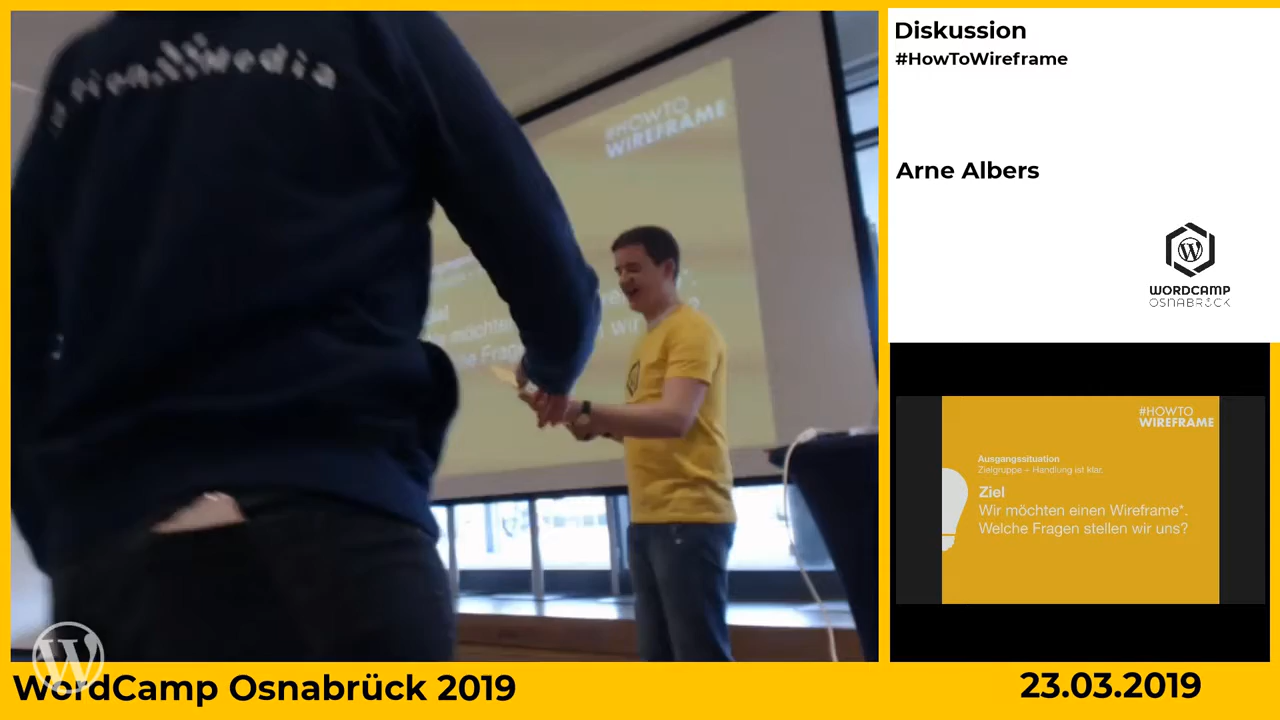 #HOWTO
WIREFRAME
Diskussion
#HowToWireframe
Arne Albers
WORDCAMP
OSNABRÜCK
#HOWTO
WIREFRAME
Ausgangssituation
Zielgruppe – Handlung ist klar.
Ziel
Wir möchten einen Wireframe*.
Welche Fragen stellen wir uns?
WordCamp Osnabrück 2019
23.03.2019